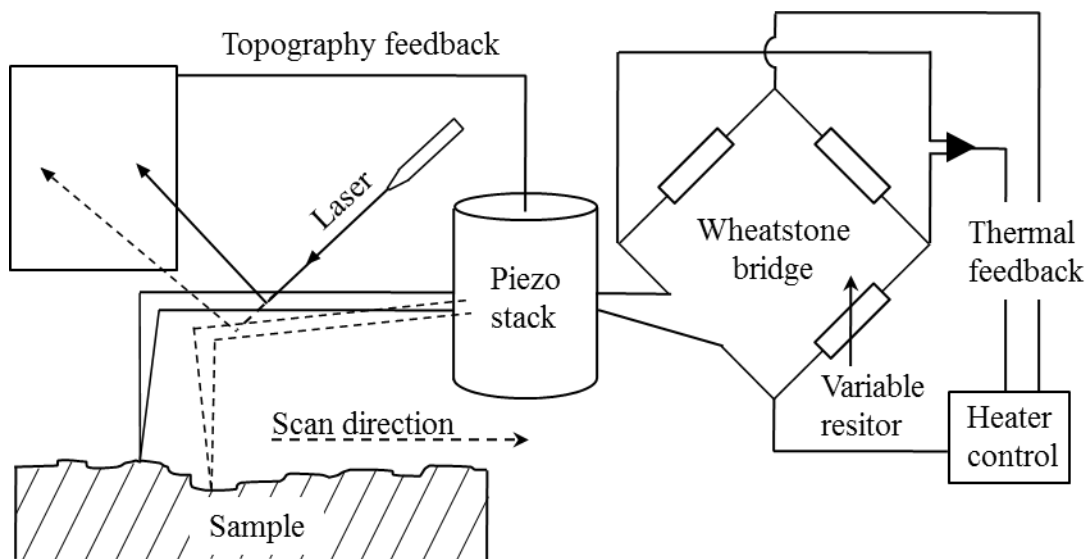 Topography feedback
Laser
Piezo
stack
Wheatstone
bridge
Thermal
feedback
Variable
resitor
Heater
control
Scan direction
Sample